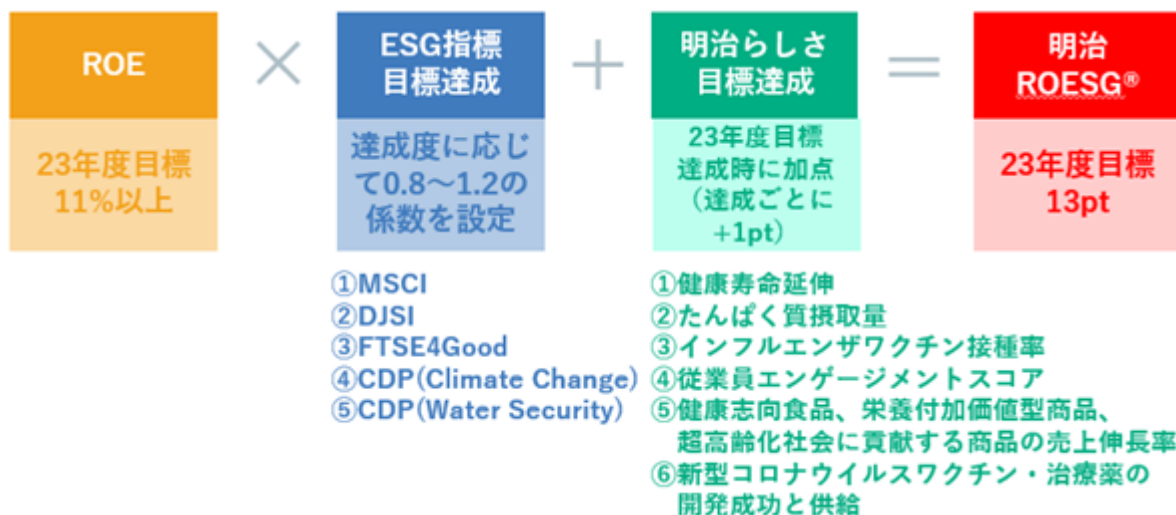 ROE
×
ESG指標
目標達成
+
明治らしさ
目標達成
=
明治
ROESG®
23年度目標
11%以上
達成度に応じ
て0.8～1.2の
係数を設定
23年度目標
達成時に加点
（達成ごとに
+1pt）
23年度目標
13pt
①MSCI
②DJSI
③FTSE4Good
④CDP(Climate Change)
⑤CDP(Water Security)
①健康寿命延伸
②たんぱく質摂取量
③インフルエンザワクチン接種率
④従業員エンゲージメントスコア
⑤健康志向食品、栄養付加価値型商品、
超高齢化社会に貢献する商品の売上伸長率
⑥新型コロナウイルスワクチン・治療薬の
開発成功と供給